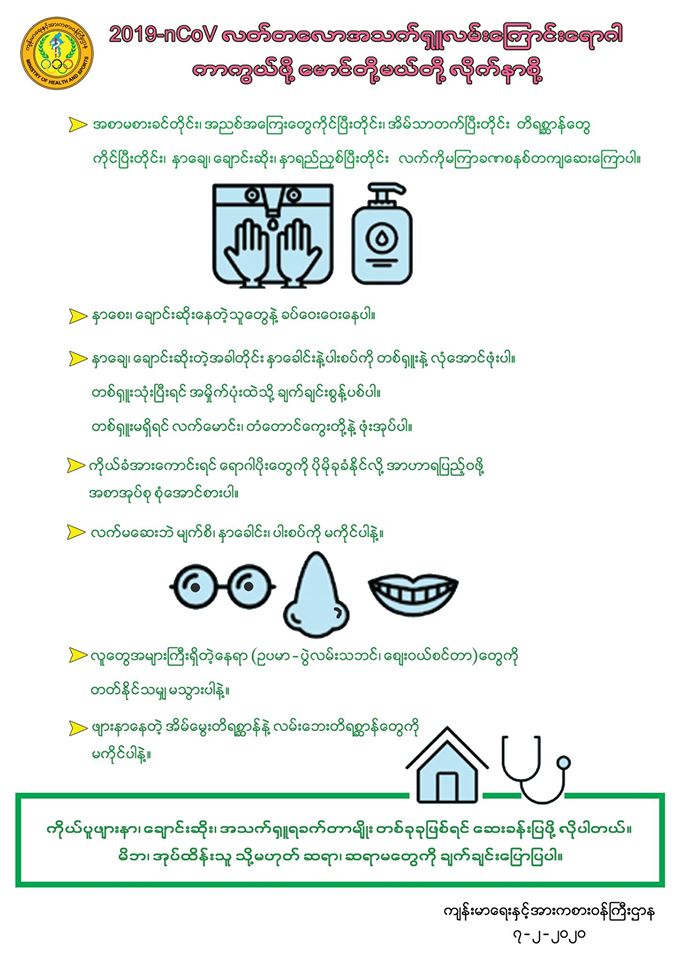 ကျန်းမာရေးနှင့်အားကစားဝန်ကြီးဌာန
MINISTRY OF HEALTH AND SPORTS
2019-nCoV လတ်တလောအသက်ရှူလမ်းကြောင်းရောဂါ
ကာကွယ်ဖို့ မောင်တို့မယ်တို့ လိုက်နာစို့
အစာမစားခင်တိုင်း၊ အညစ်အကြေးတွေကိုင်ပြီးတိုင်း၊ အိမ်သာတက်ပြီးတိုင်း တိရစ္ဆာန်တွေ
ကိုင်ပြီးတိုင်း၊ နှာချေ၊ ချောင်းဆိုး၊ နှာရည်ညှစ်ပြီးတိုင်း လက်ကိုမကြာခဏစနစ်တကျဆေးကြောပါ။
နှာစေး၊ ချောင်းဆိုးနေတဲ့သူတွေနဲ့ ခပ်ဝေးဝေးနေပါ။
နှာချေ၊ ချောင်းဆိုးတဲ့အခါတိုင်း နှာခေါင်းနဲ့ပါးစပ်ကို တစ်ရှူးနဲ့ လုံအောင်ဖုံးပါ။
တစ်ရှူးသုံးပြီးရင် အမှိုက်ပုံးထဲသို့ ချက်ချင်းစွန့်ပစ်ပါ။
တစ်ရှူးမရှိရင် လက်မောင်း၊ တံတောင်ကွေးတို့နဲ့ ဖုံးအုပ်ပါ။
ကိုယ်ခံအားကောင်းရင် ရောဂါပိုးတွေကို ပိုမိုခုခံနိုင်လို့ အာဟာရပြည့်ဝဖို့
အစာအုပ်စု စုံအောင်စားပါ။
လက်မဆေးဘဲ မျက်စိ၊ နှာခေါင်း၊ ပါးစပ်ကို မကိုင်ပါနဲ့။
လူတွေအများကြီးရှိတဲ့နေရာ (ဥပမာ - ပွဲလမ်းသဘင်၊ ဈေးဝယ်စင်တာ)တွေကို
တတ်နိုင်သမျှ မသွားပါနဲ့။
ဖျားနာနေတဲ့ အိမ်မွေးတိရစ္ဆာန်နဲ့ လမ်းဘေးတိရစ္ဆာန်တွေကို
မကိုင်ပါနဲ့။
ကိုယ်ပူဖျားနာ၊ ချောင်းဆိုး၊ အသက်ရှူရခက်တာမျိုး တစ်ခုခုဖြစ်ရင် ဆေးခန်းပြဖို့ လိုပါတယ်။
မိဘ၊ အုပ်ထိန်းသူ သို့မဟုတ် ဆရာ၊ ဆရာမတွေကို ချက်ချင်းပြောပြပါ။
ကျန်းမာရေးနှင့်အားကစားဝန်ကြီးဌာန
၇-၂-၂၀၂၀